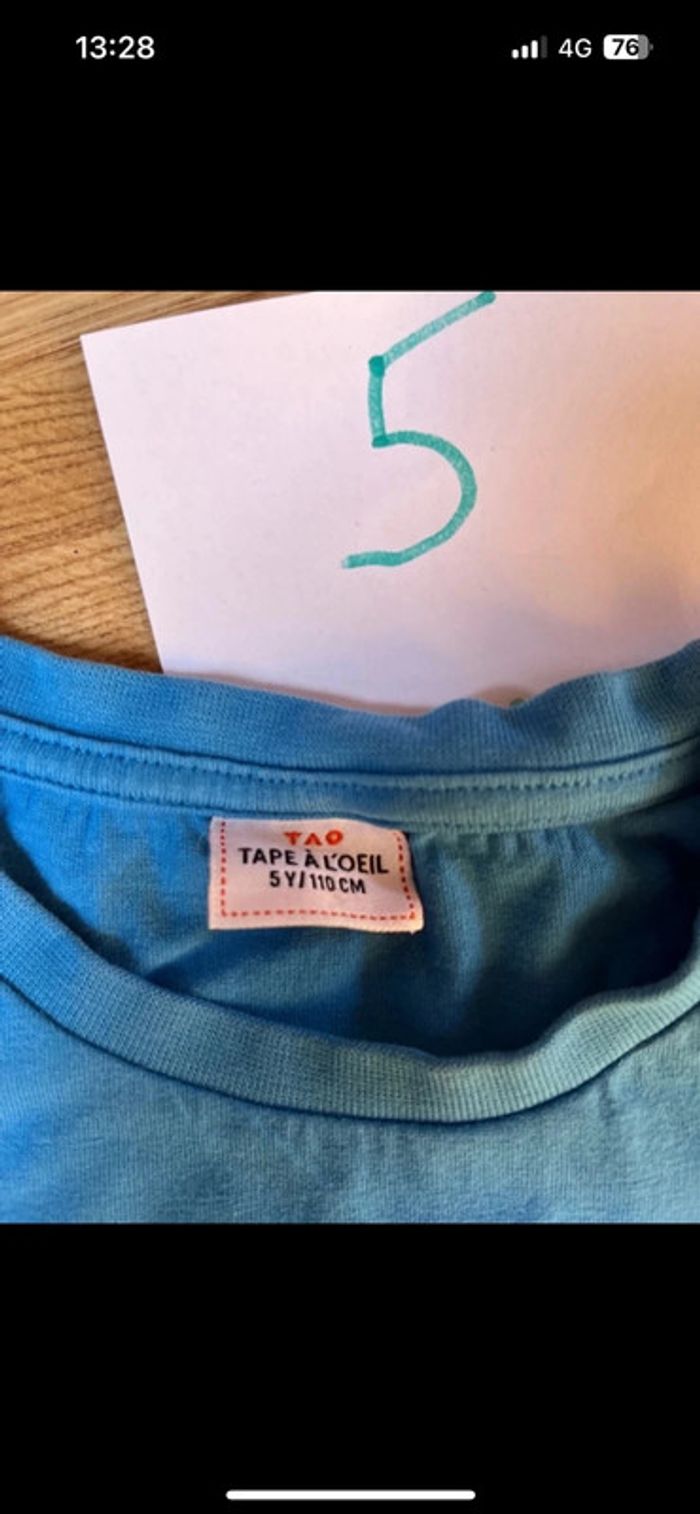 13:28
4G
76
5
TAO
TAPE À L'OEIL
5 Y/110 CM